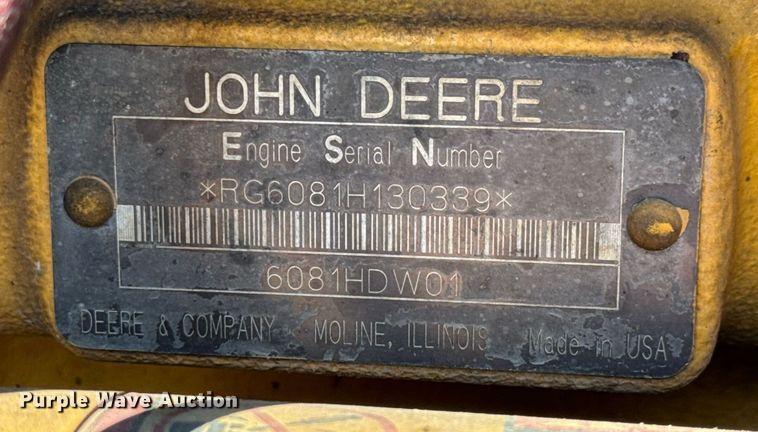 JOHN DEERE
Engine Serial Number
*RG6081H130339*
6081HDW01
DEERE & COMPANY MOLINE, ILLINOIS Made in USA
Purple Wave Auction